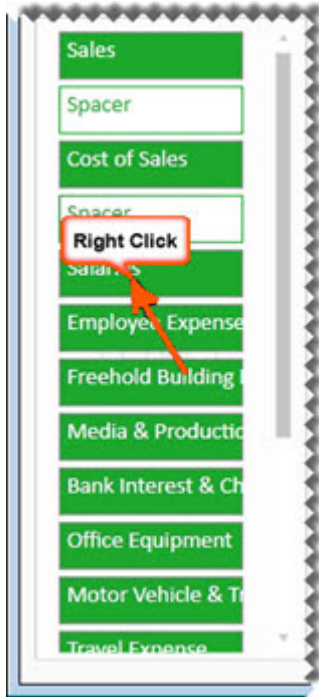 Sales
Spacer
Cost of Sales
Spacer
Right Click
Salaries
Employee Expense
Freehold Building
Media & Productio
Bank Interest & Ch
Office Equipment
Motor Vehicle & Tr
Travel Expense